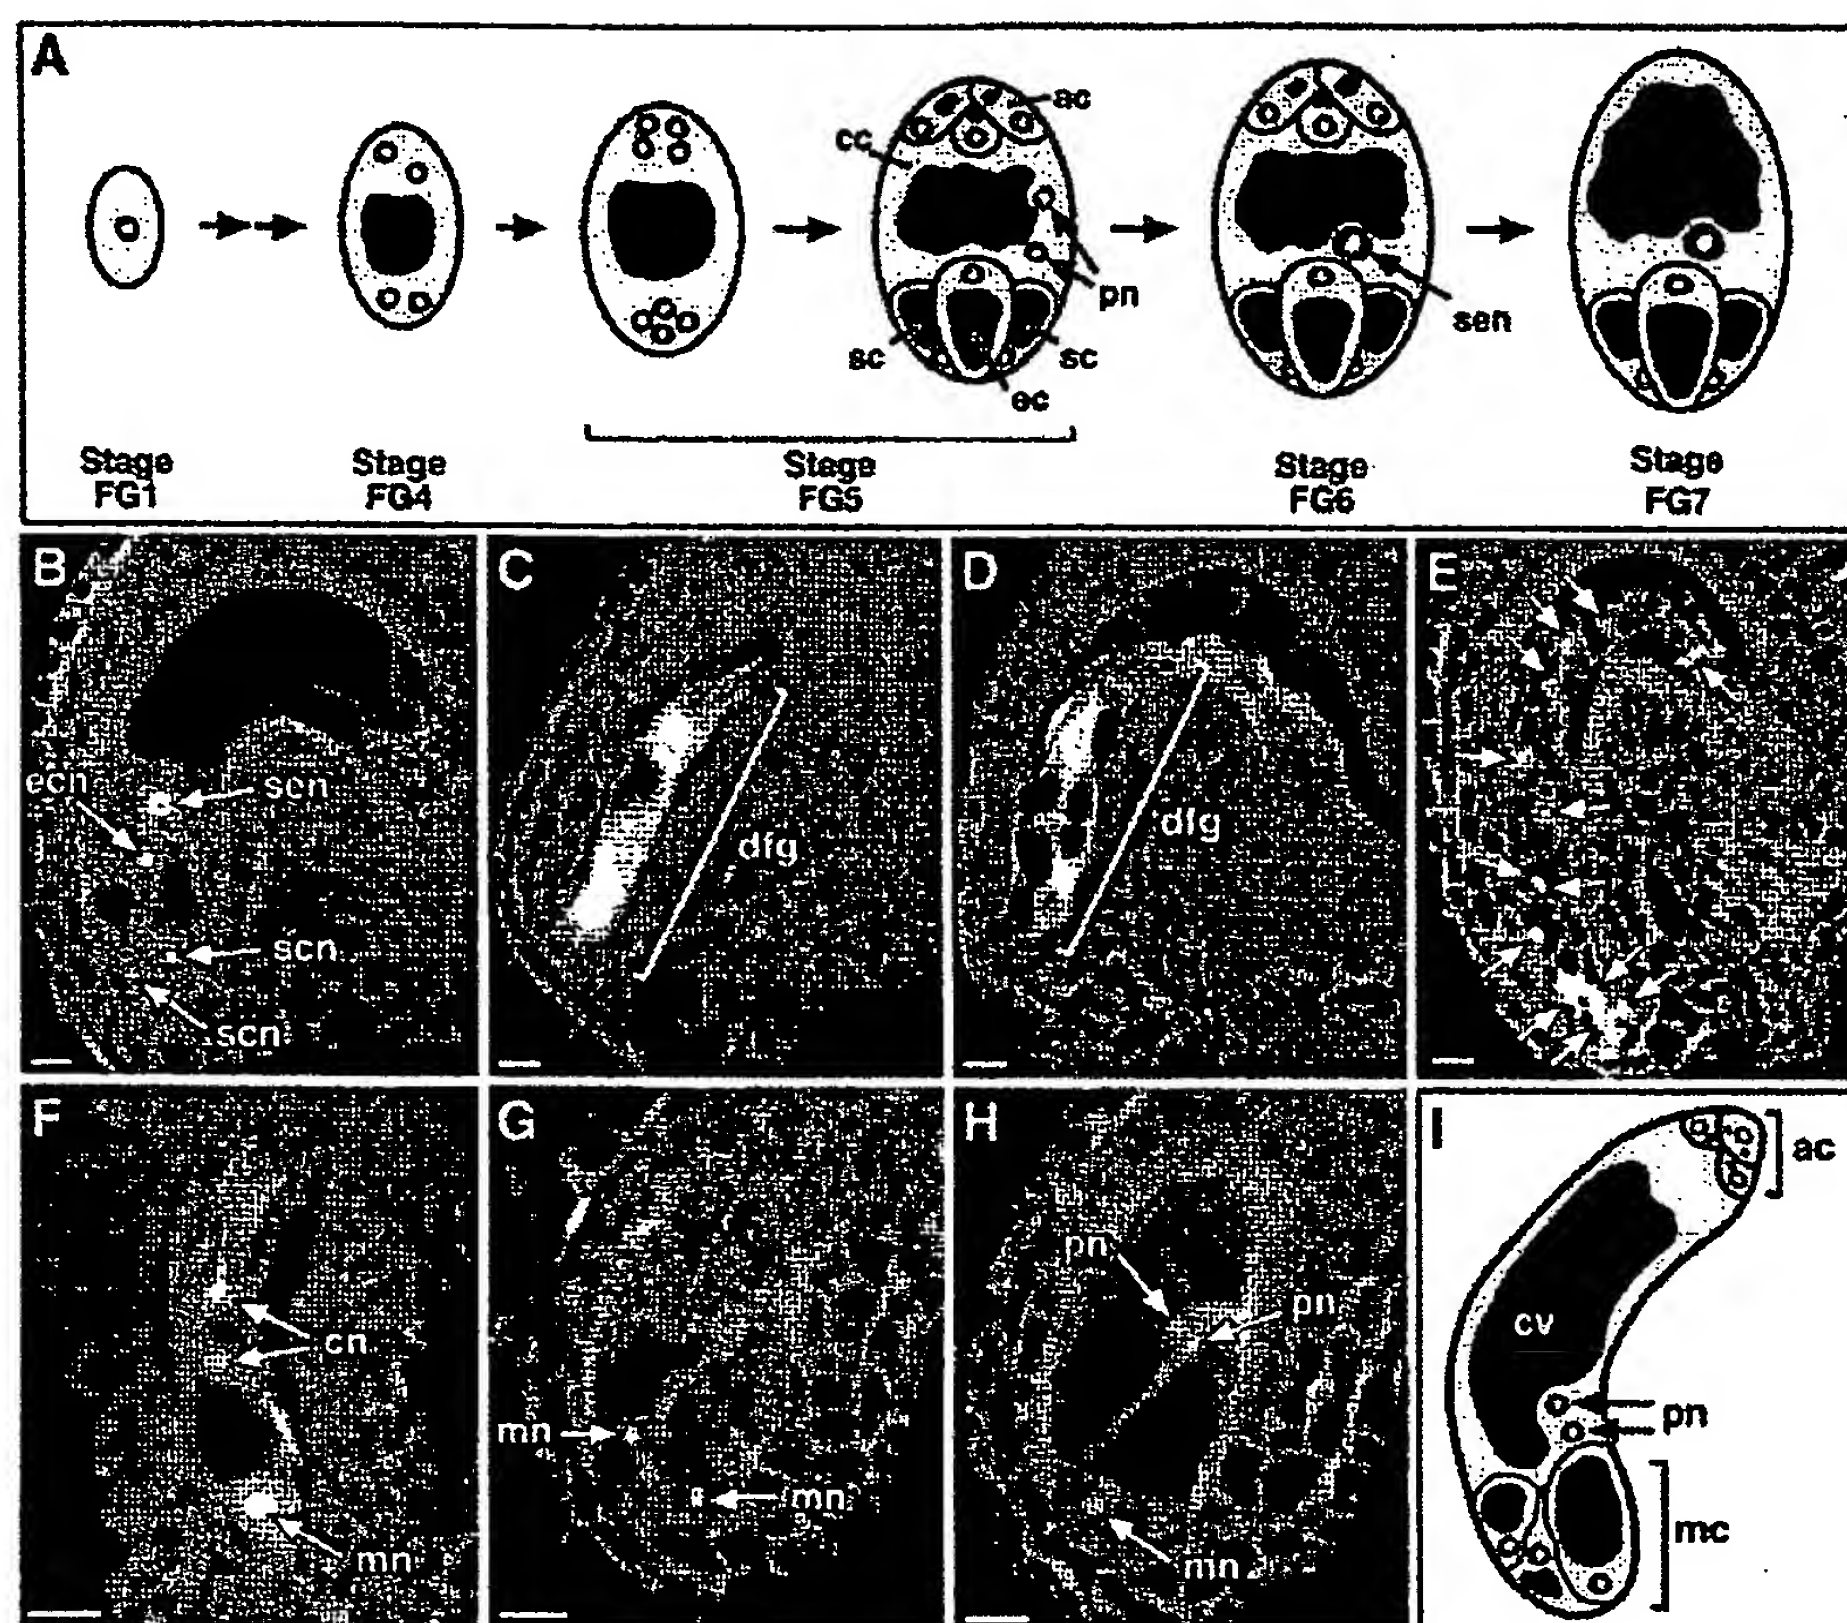 A
ac
cc
pn
sen
sc
sc
ec
Stage
FG1
Stage
FG4
Stage
FG5
Stage
FG6
Stage
FG7
B
ecn
scn
scn
scn
C
dfg
D
dfg
E
F
cn
mn
G
mn
mn
H
pn
pn
mn
I
ac
cv
pn
mc